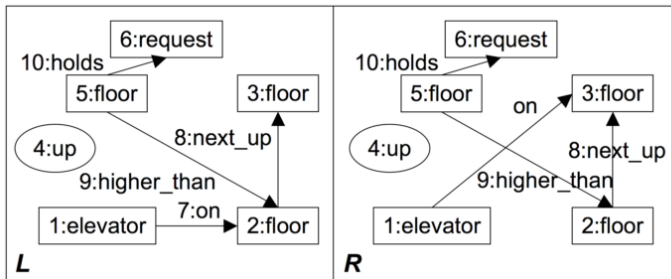 6:request
10:holds
5:floor
3:floor
4:up
8:next_up
9:higher_than
7:on
1:elevator
2:floor
L
6:request
10:holds
5:floor
on
3:floor
4:up
8:next_up
9:higher_than
1:elevator
2:floor
R